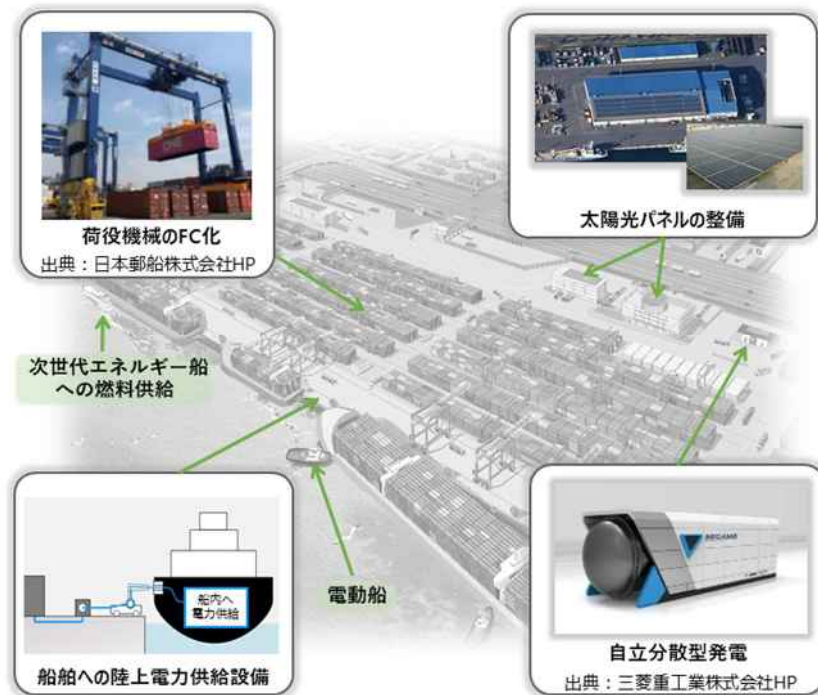 ONE
荷役機械のFC化
出典：日本郵船株式会社HP
太陽光パネルの整備
次世代エネルギー船
への燃料供給
船内へ
電力供給
船舶への陸上電力供給設備
電動船
MEGAMIE
自立分散型発電
出典：三菱重工業株式会社HP